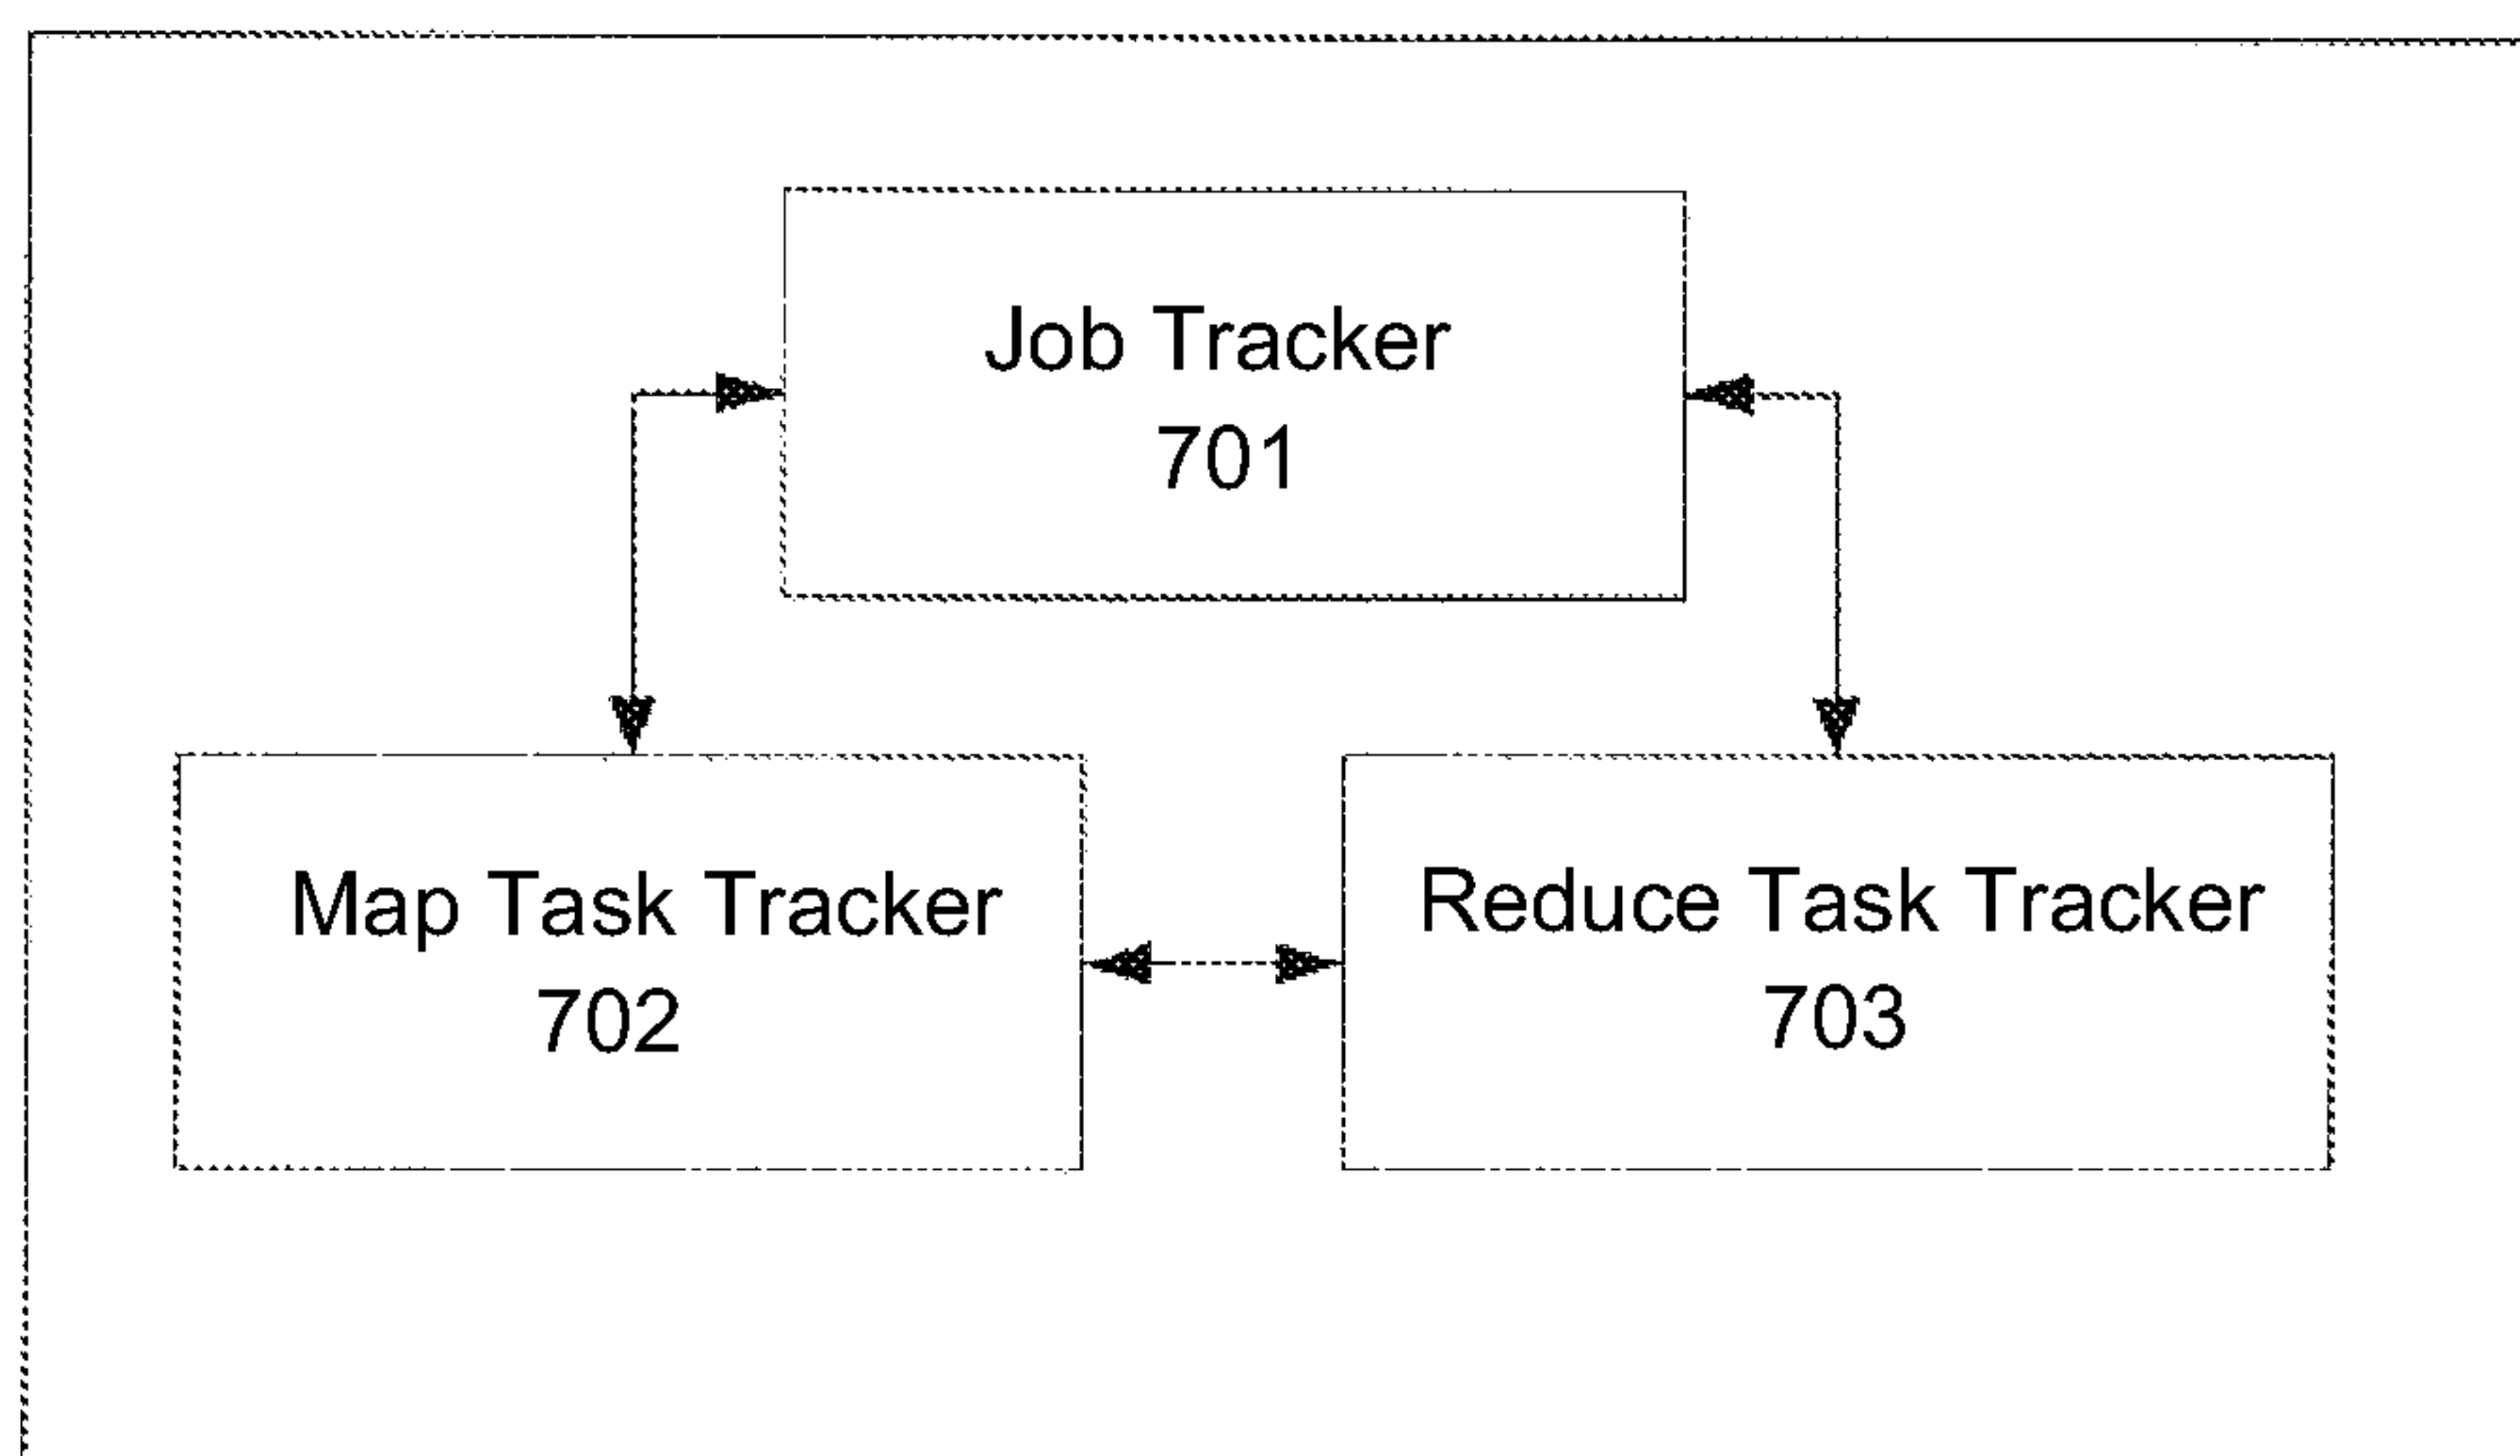 Job Tracker
701
Map Task Tracker
702
Reduce Task Tracker
703